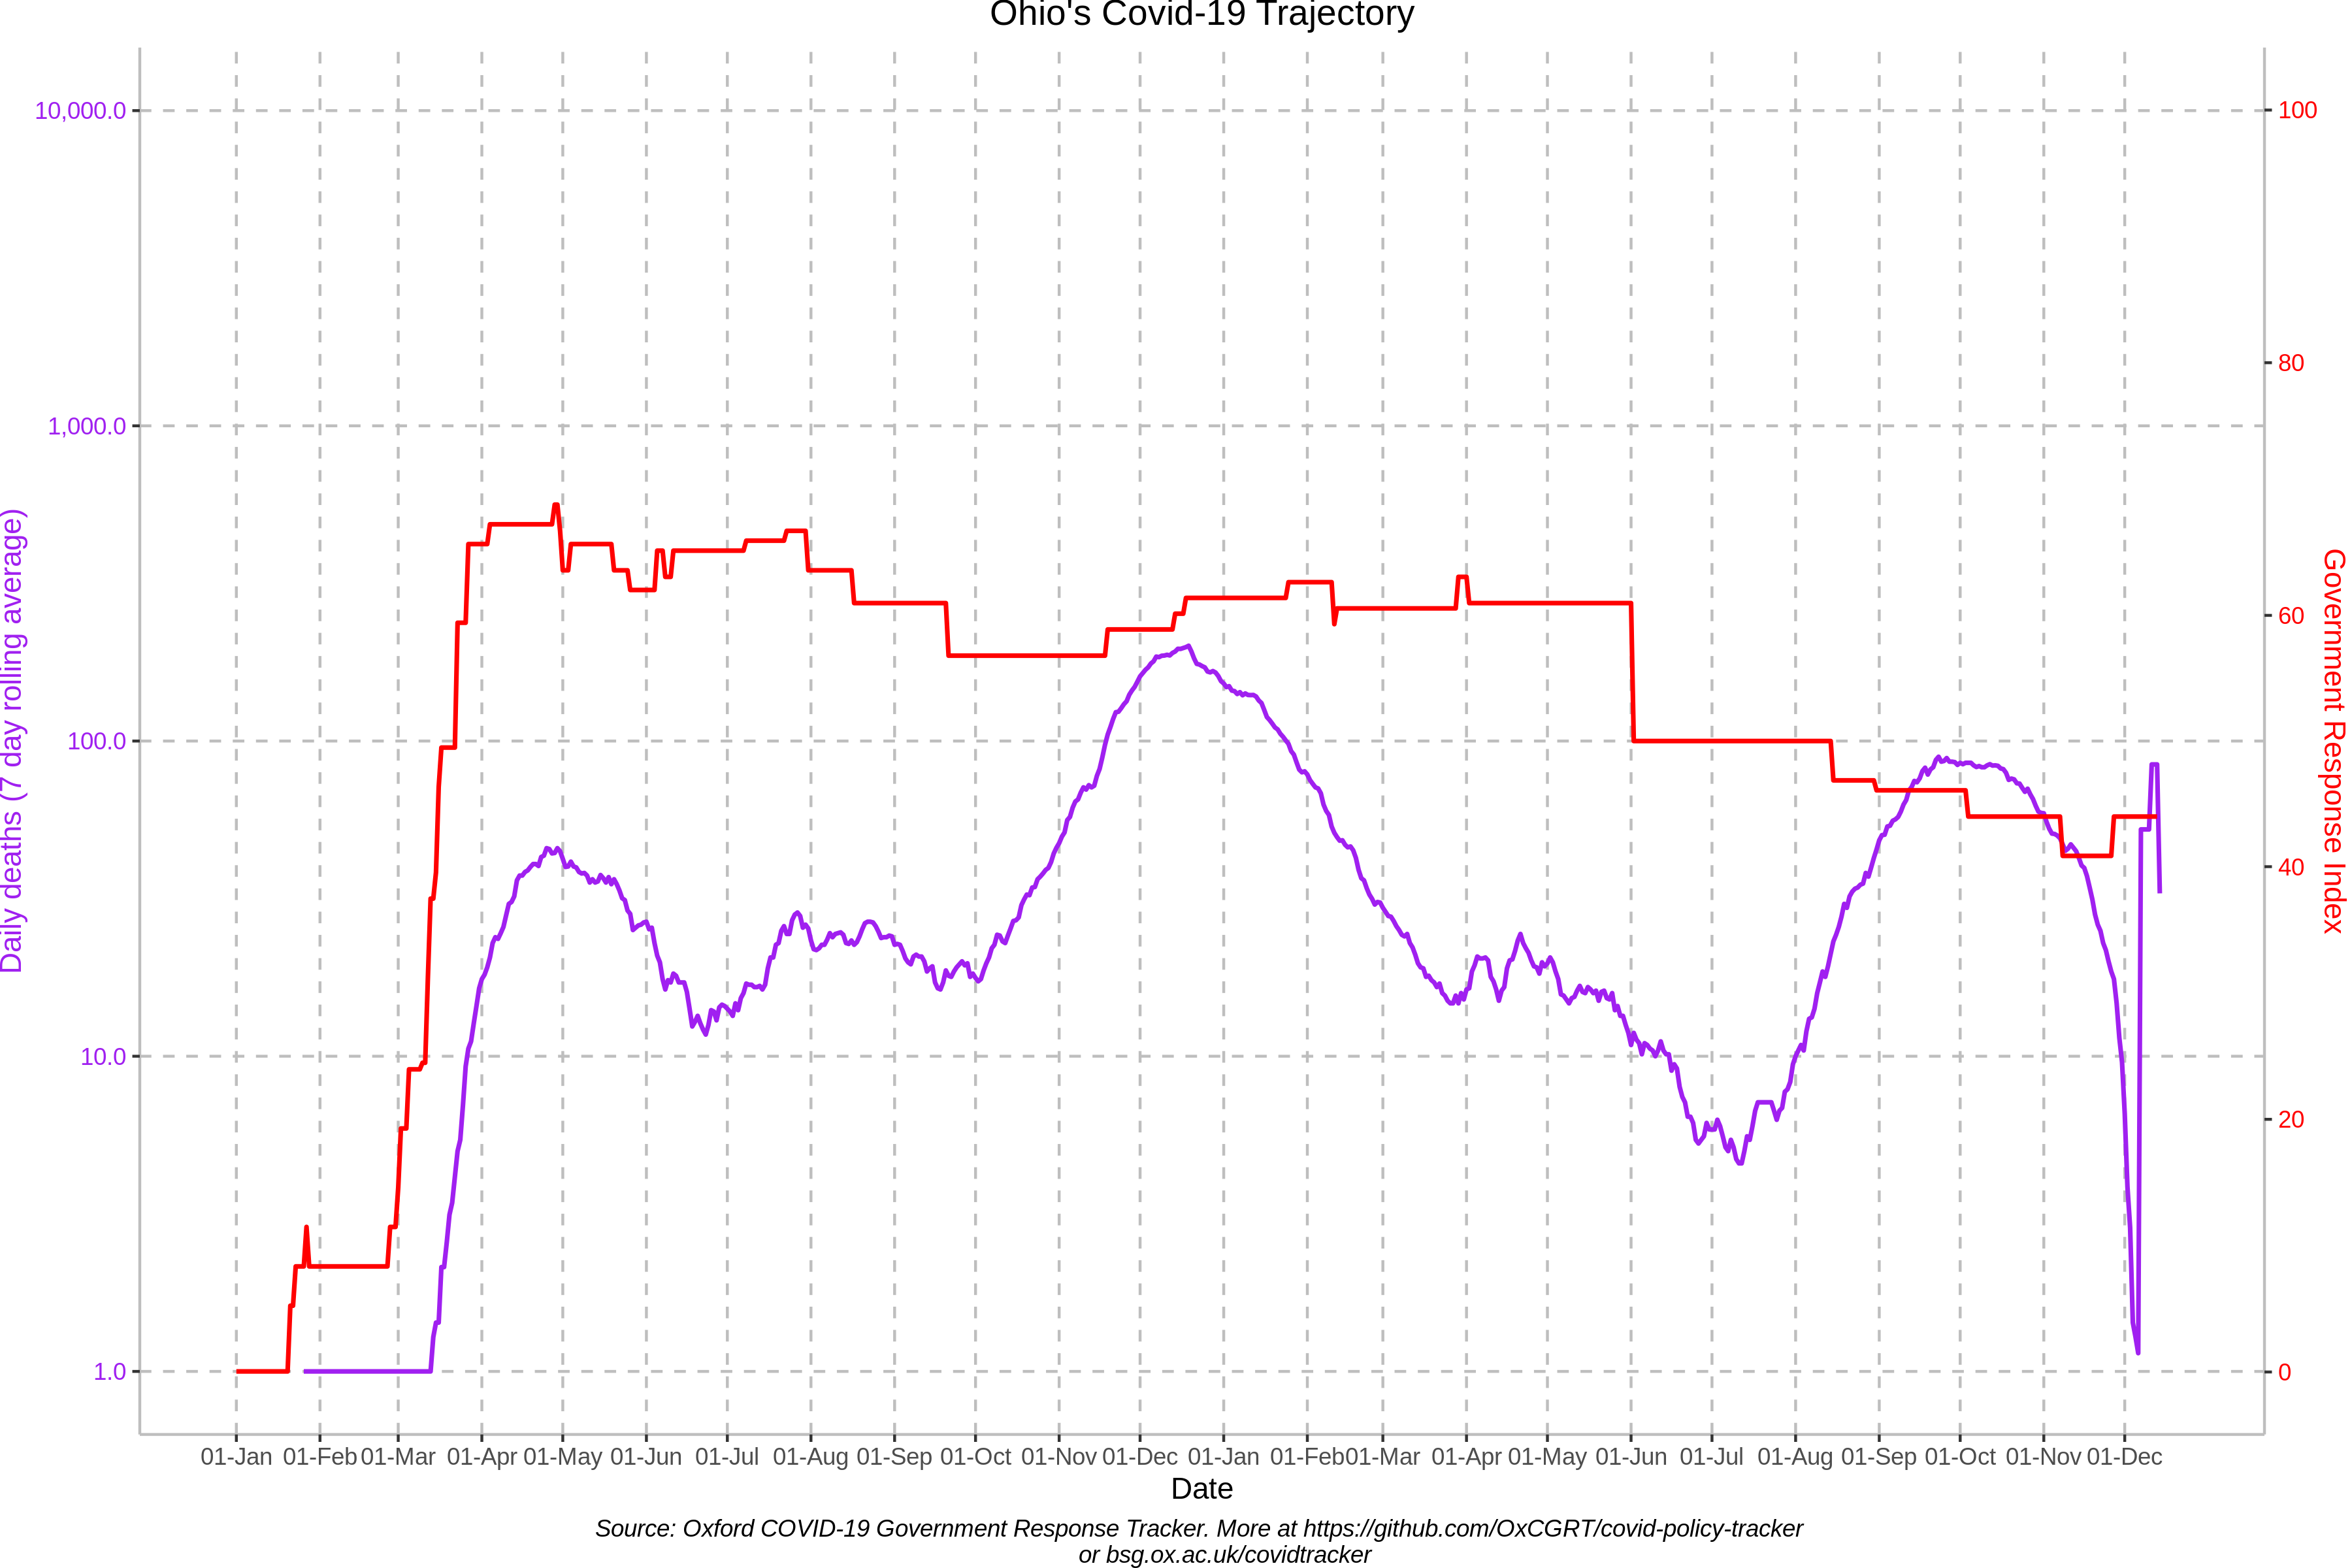 Ohio's Covid-19 Trajectory
10,000.0
1,000.0
100.0
10.0
1.0
Daily deaths (7 day rolling average)
100
80
60
40
20
0
Government Response Index
01-Jan 01-Feb 01-Mar 01-Apr 01-May 01-Jun 01-Jul 01-Aug 01-Sep 01-Oct 01-Nov 01-Dec 01-Jan 01-Feb 01-Mar 01-Apr 01-May 01-Jun 01-Jul 01-Aug 01-Sep 01-Oct 01-Nov 01-Dec
Date
Source: Oxford COVID-19 Government Response Tracker. More at https://github.com/OxCGRT/covid-policy-tracker
or bsg.ox.ac.uk/covidtracker